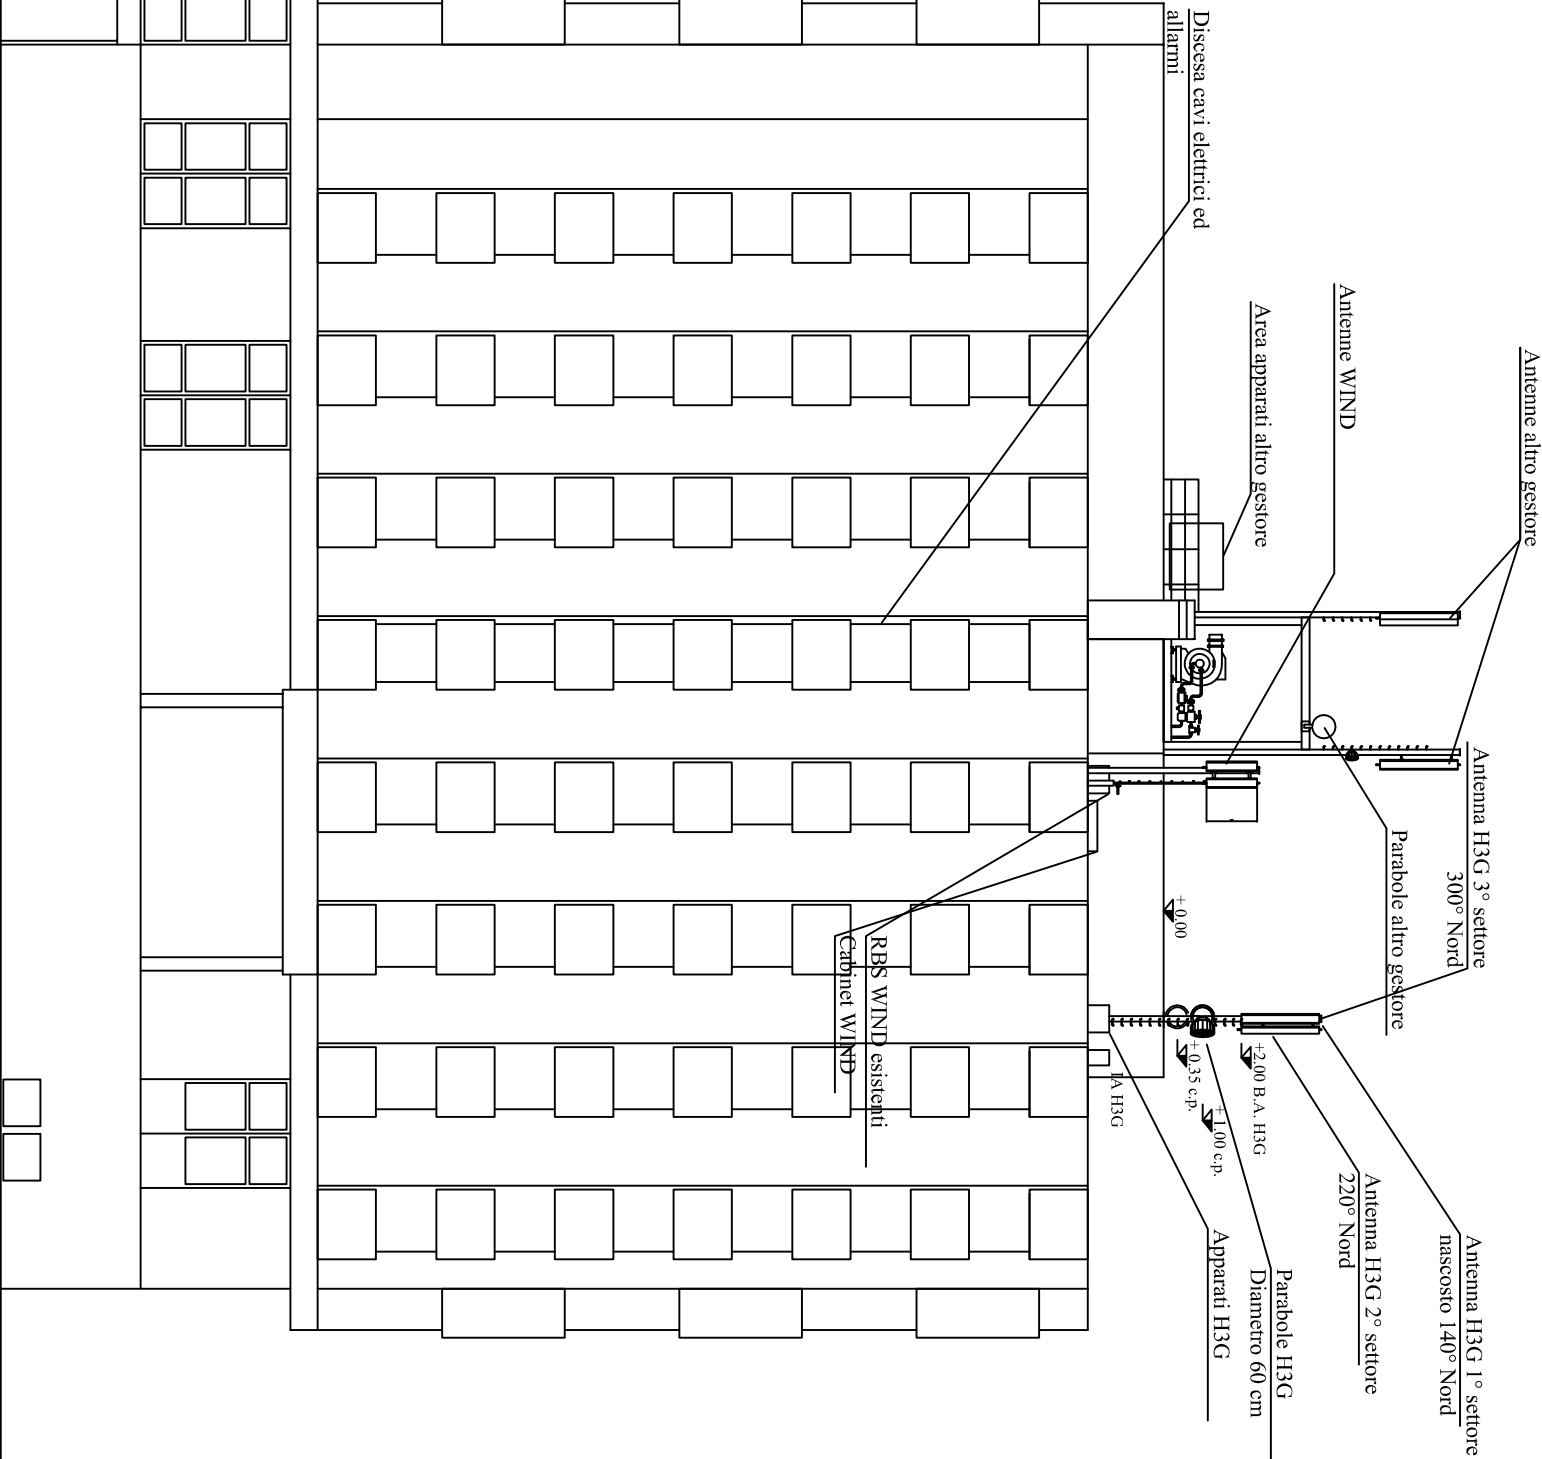 Discesa cavi elettrici ed
allarmi
Area apparati altro gestore
Antenne WIND
Antenne altro gestore
Antenna H3G 3° settore
300° Nord
Parabole altro gestore
+ 0.00
RBS WIND esistenti
Cabinet WIND
+ 0.35 c.p.
+2.00 B.A. H3G
+ 1.00 c.p.
IA H3G
Antenna H3G 1° settore
nascosto 140° Nord
Antenna H3G 2° settore
220° Nord
Parabole H3G
Diametro 60 cm
Apparati H3G